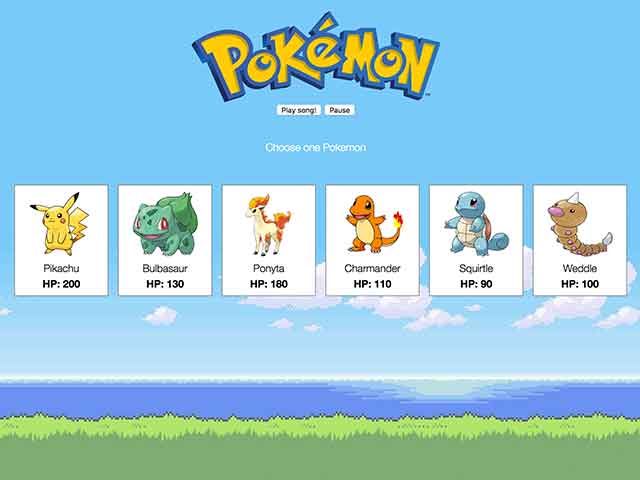 POKéMON
Play song! Pause
Choose one Pokemon
Pikachu
HP: 200
Bulbasaur
HP: 130
Ponyta
HP: 180
Charmander
HP: 110
Squirtle
HP: 90
Weddle
HP: 100